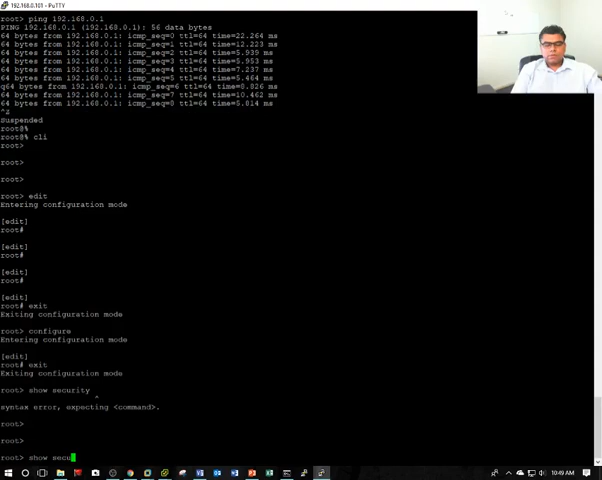 192.168.0.101 - PuTTY
root> ping 192.168.0.1
PING 192.168.0.1 (192.168.0.1): 56 data bytes
64 bytes from 192.168.0.1: icmp_seq=0 ttl=64 time=22.264 ms
64 bytes from 192.168.0.1: icmp_seq=1 ttl=64 time=12.223 ms
64 bytes from 192.168.0.1: icmp_seq=2 ttl=64 time=5.939 ms
64 bytes from 192.168.0.1: icmp_seq=3 ttl=64 time=5.953 ms
64 bytes from 192.168.0.1: icmp_seq=4 ttl=64 time=7.237 ms
64 bytes from 192.168.0.1: icmp_seq=5 ttl=64 time=5.464 ms
q64 bytes from 192.168.0.1: icmp_seq=6 ttl=64 time=8.826 ms
64 bytes from 192.168.0.1: icmp_seq=7 ttl=64 time=10.462 ms
64 bytes from 192.168.0.1: icmp_seq=8 ttl=64 time=5.814 ms
^Z
Suspended
root@%
root@% cli
root>
root>
root>
root> edit
Entering configuration mode
[edit]
root#
[edit]
root#
[edit]
root#
[edit]
root# exit
Exiting configuration mode
root> configure
Entering configuration mode
[edit]
root# exit
Exiting configuration mode
root> show security
^
syntax error, expecting <command>.
root>
root>
root> show secu
10:49 AM